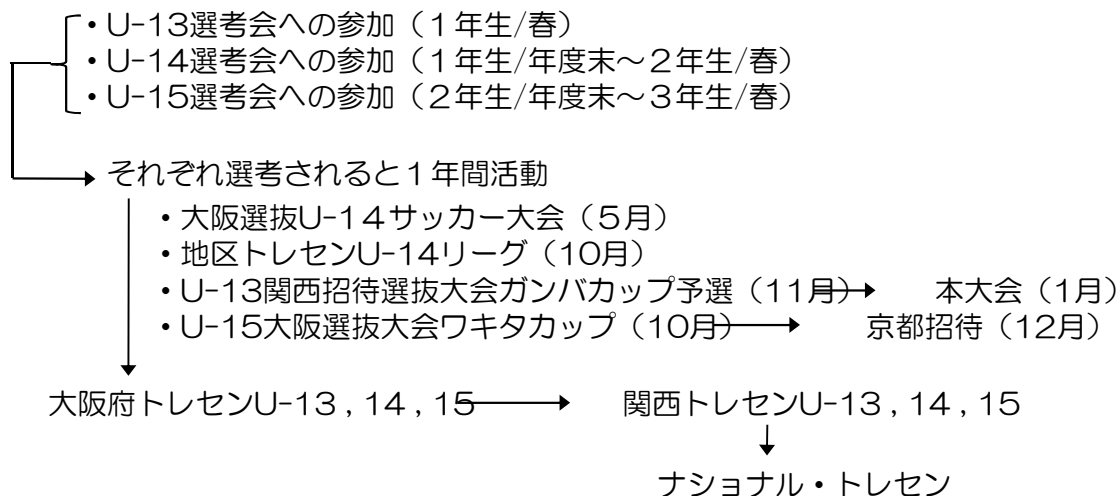 ・U-13選考会への参加（１年生/春）
・U-14選考会への参加（１年生/年度末～２年生/春）
・U-15選考会への参加（２年生/年度末～３年生/春）
それぞれ選考されると１年間活動
・大阪選抜U-1４サッカー大会（５月）
・地区トレセンU-14リーグ（10月）
・U-13関西招待選抜大会ガンバカップ予選（11月） 本大会（1月）
・U-15大阪選抜大会ワキタカップ（10月） 京都招待（12月）
大阪府トレセンU-13 , 14 , 15 関西トレセンU-13 , 14 , 15
ナショナル・トレセン